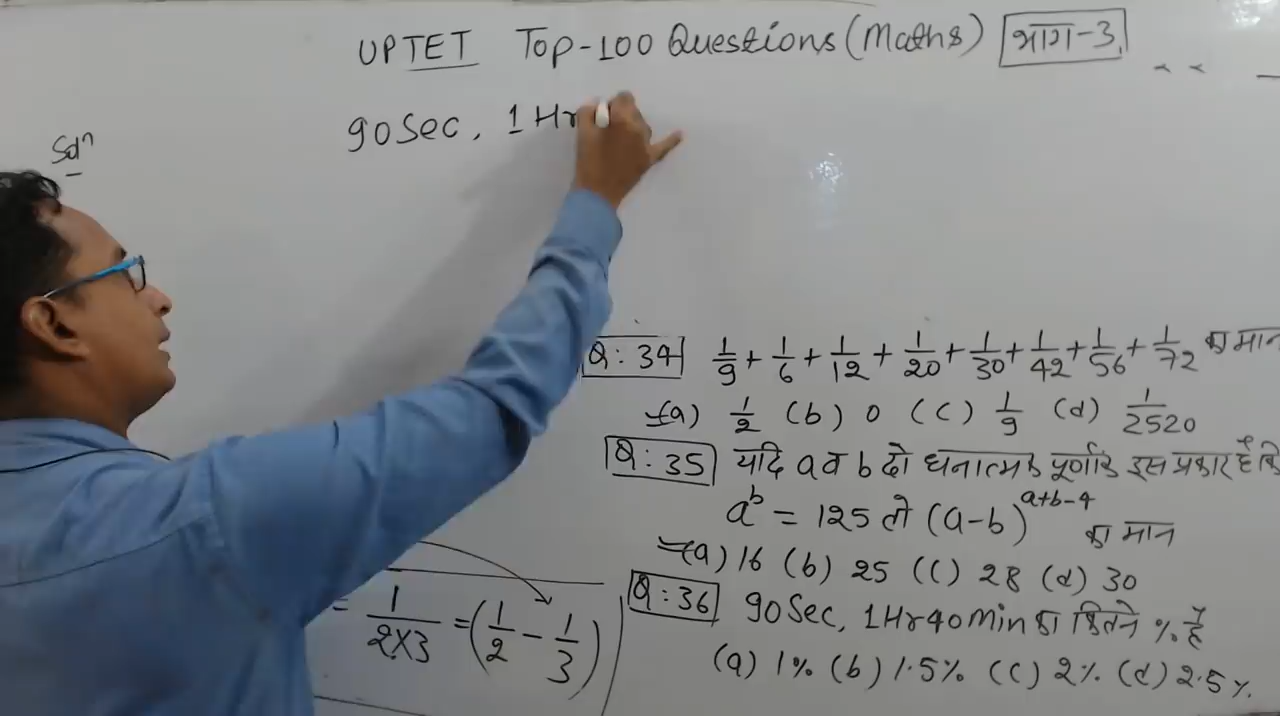 UPTET Top-100 Questions (Maths) भाग-3
90Sec, 1Hr
Solⁿ
Q:34 1/9 + 1/6 + 1/12 + 1/20 + 1/30 + 1/42 + 1/56 + 1/72 का मान
(a) 1/2 (b) 0 (c) 1/9 (d) 1/2520
Q:35 यदि a व b दो धनात्मक पूर्णांक इस प्रकार हैं कि
a^b = 125 तो (a-b)^(a+b-4) का मान
(a) 16 (b) 25 (c) 28 (d) 30
Q:36 90Sec, 1Hr40min का कितने % है
(a) 1% (b) 1.5% (c) 2% (d) 2.5%
= 1/(2×3) = (1/2 - 1/3)